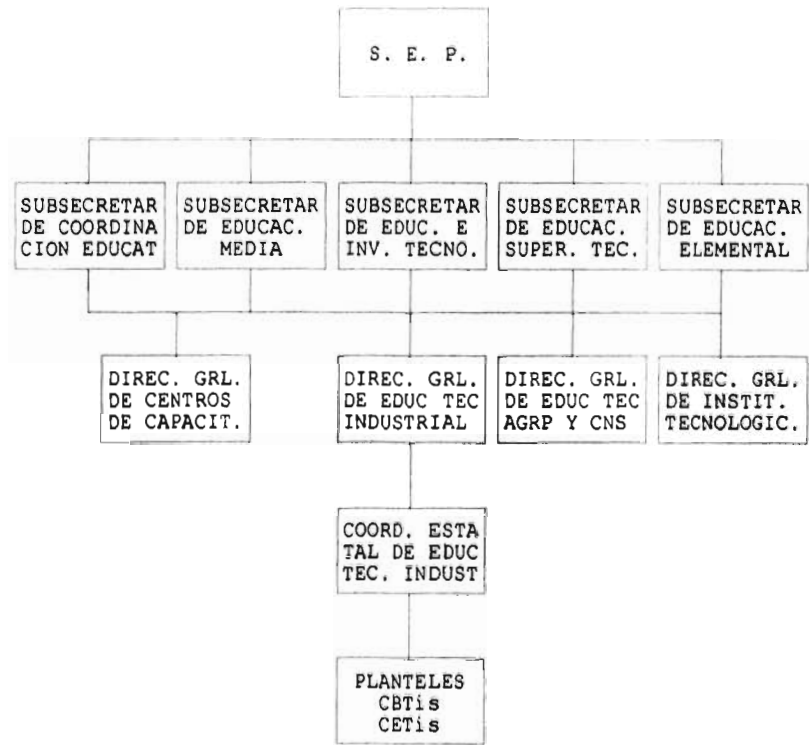 S. E. P.
SUBSECRETAR
DE COORDINA
CION EDUCAT
SUBSECRETAR
DE EDUCAC.
MEDIA
SUBSECRETAR
DE EDUC. E
INV. TECNO.
SUBSECRETAR
DE EDUCAC.
SUPER. TEC.
SUBSECRETAR
DE EDUCAC.
ELEMENTAL
DIREC. GRL.
DE CENTROS
DE CAPACIT.
DIREC. GRL.
DE EDUC TEC
INDUSTRIAL
DIREC. GRL.
DE EDUC TEC
AGRP Y CNS
DIREC. GRL.
DE INSTIT.
TECNOLOGIC.
COORD. ESTA
TAL DE EDUC
TEC. INDUST
PLANTELES
CBTis
CETis